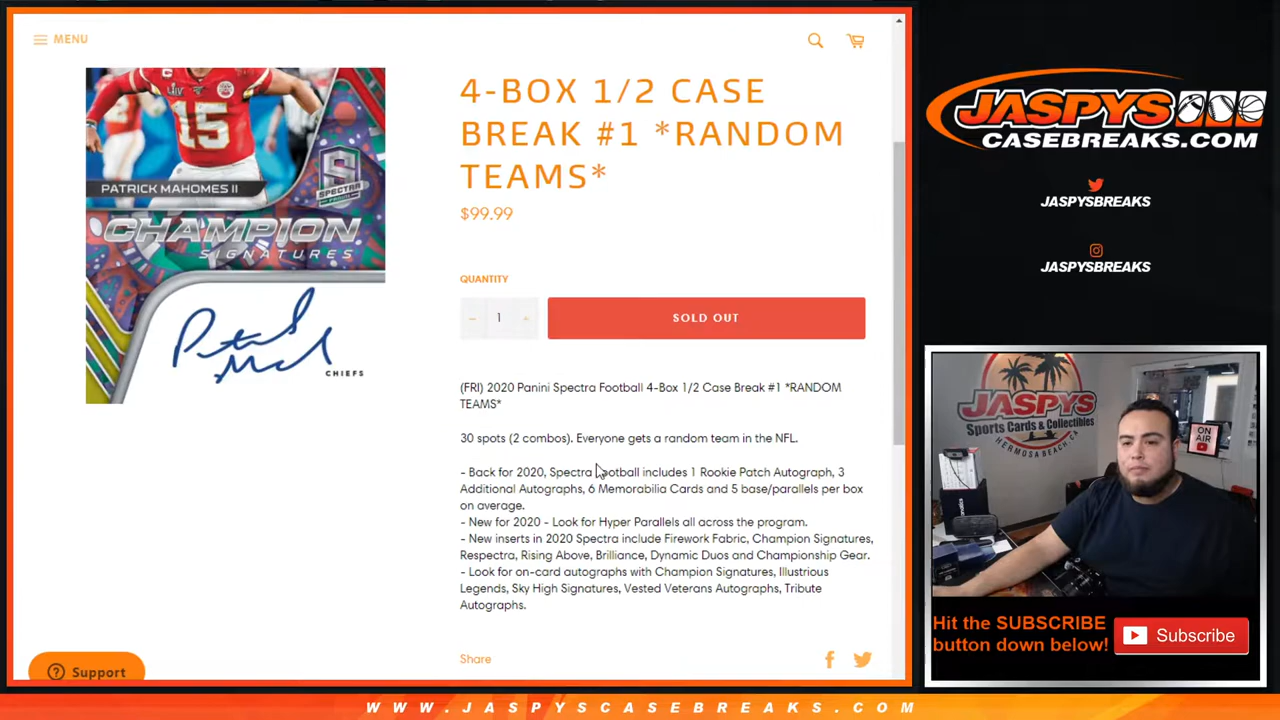 MENU
4-BOX 1/2 CASE
BREAK #1 *RANDOM
TEAMS*
$99.99
QUANTITY
− 1 +
SOLD OUT
(FRI) 2020 Panini Spectra Football 4-Box 1/2 Case Break #1 *RANDOM
TEAMS*
30 spots (2 combos). Everyone gets a random team in the NFL.
- Back for 2020, Spectra Football includes 1 Rookie Patch Autograph, 3
Additional Autographs, 6 Memorabilia Cards and 5 base/parallels per box
on average.
- New for 2020 - Look for Hyper Parallels all across the program.
- New inserts in 2020 Spectra include Firework Fabric, Champion Signatures,
Respectra, Rising Above, Brilliance, Dynamic Duos and Championship Gear.
- Look for on-card autographs with Champion Signatures, Illustrious
Legends, Sky High Signatures, Vested Veterans Autographs, Tribute
Autographs.
Share
Support
LIV
15
S
SPECTRA
PATRICK MAHOMES II
CHAMPION
SIGNATURES
CHIEFS
JASPYS
CASEBREAKS.COM
JASPYSBREAKS
JASPYSBREAKS
JASPYS
Sports Cards & Collectibles
HERMOSA BEACH, CA
ON
AIR
Hit the SUBSCRIBE
button down below!
Subscribe
WWW.JASPYSCASEBREAKS.COM